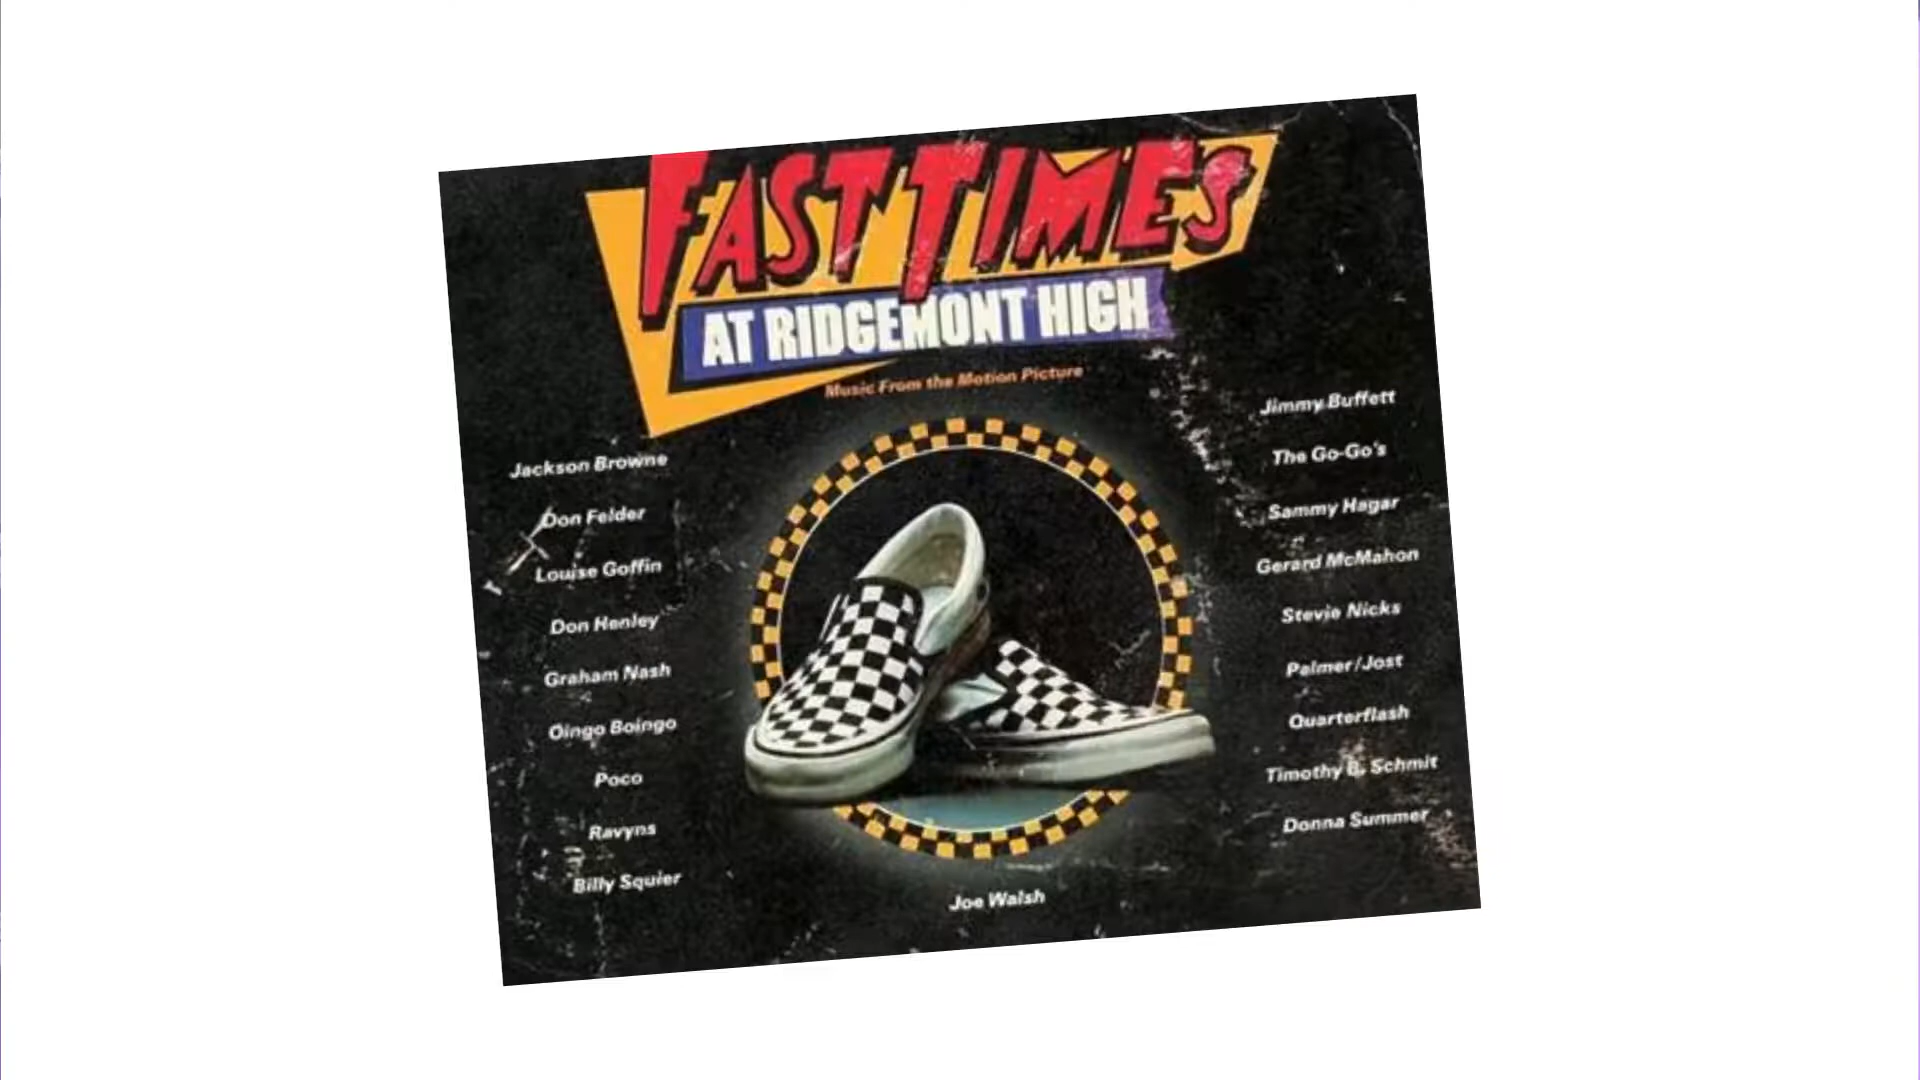 FAST TIMES
AT RIDGEMONT HIGH
Music From the Motion Picture
Jackson Browne
Don Felder
Louise Goffin
Don Henley
Graham Nash
Oingo Boingo
Poco
Ravyns
Billy Squier
Joe Walsh
Jimmy Buffett
The Go-Go's
Sammy Hagar
Gerard McMahon
Stevie Nicks
Palmer/Jost
Quarterflash
Timothy B. Schmit
Donna Summer